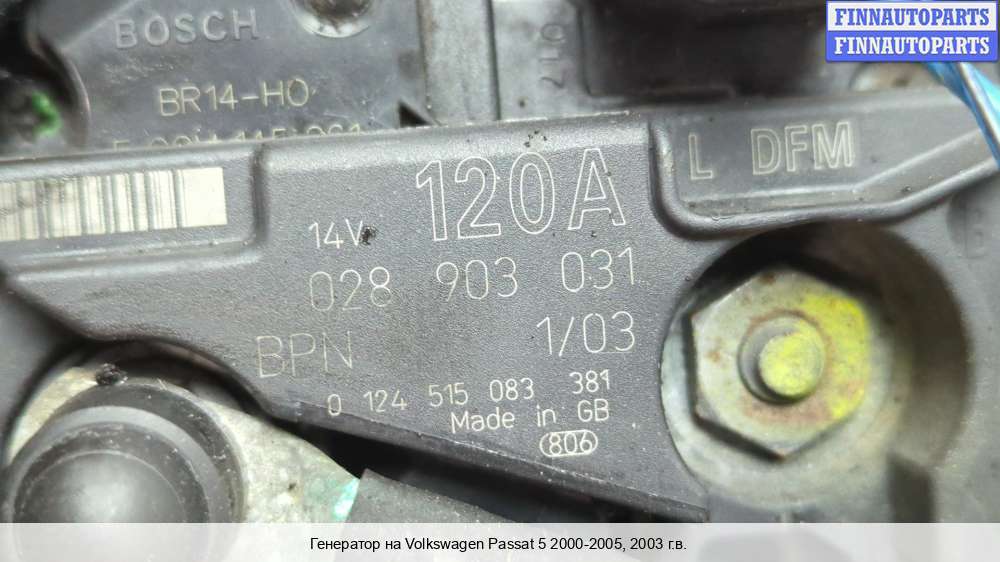 FINNAUTOPARTS
FINNAUTOPARTS
BOSCH
BR14-HO
120A
L DFM
14V
028 903 031
BPN 1/03
0 124 515 083 381
Made in GB
806
Генератор на Volkswagen Passat 5 2000-2005, 2003 г.в.